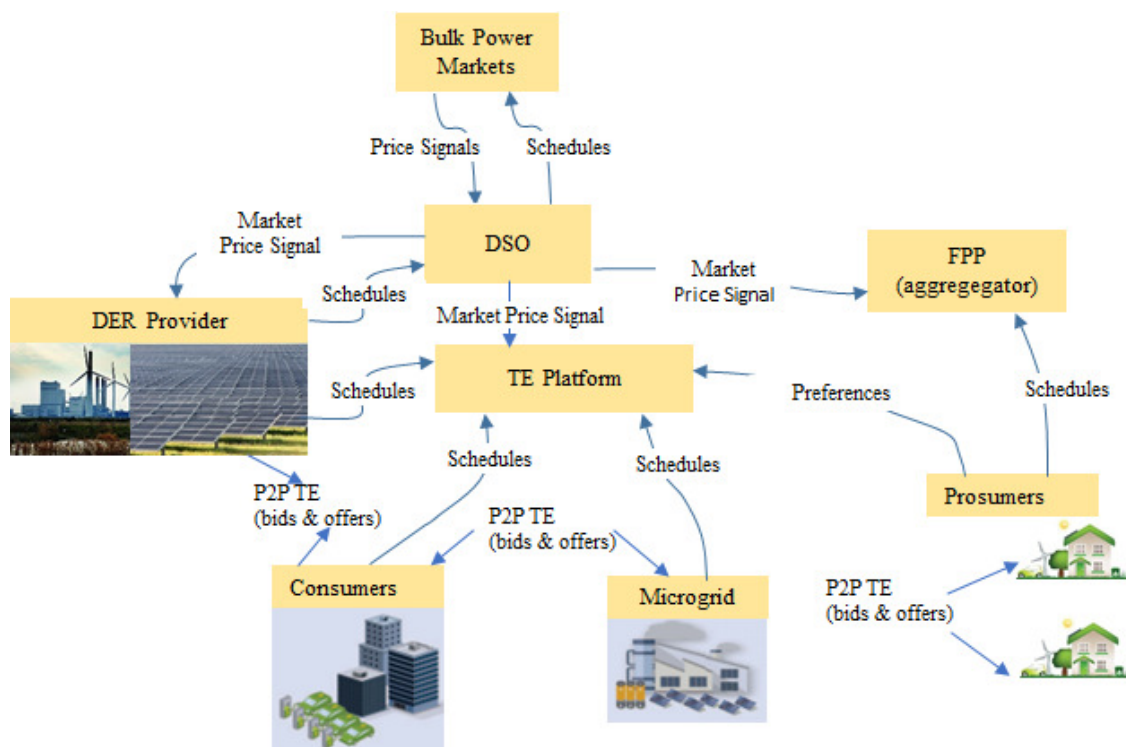 Bulk Power
Markets
Price Signals
Schedules
Market
Price Signal
DSO
FPP
(aggregegator)
Schedules
Market
Price Signal
DER Provider
Market Price Signal
TE Platform
Schedules
Preferences
Schedules
Schedules
Schedules
P2P TE
(bids & offers)
P2P TE
(bids & offers)
Prosumers
Consumers
Microgrid
P2P TE
(bids & offers)